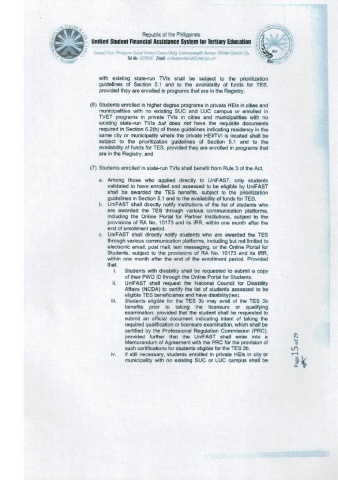 Republic of the Philippines
Unified Student Financial Assistance System for Tertiary Education
with existing state-run TVIs shall be subject to the prioritization
guidelines of Section 5.1 and to the availability of funds for TES,
provided they are enrolled in programs that are in the Registry;
(6) Students enrolled in higher degree programs in private HEIs in cities and
municipalities with no existing SUC and LUC campus or enrolled in
TVET programs in private TVIs in cities and municipalities with no
existing state-run TVIs but does not have the requisite documents
required in Section 6.2(b) of these guidelines indicating residency in the
same city or municipality where the private HEI/TVI is located shall be
subject to the prioritization guidelines of Section 5.1 and to the
availability of funds for TES, provided they are enrolled in programs that
are in the Registry; and
(7) Students enrolled in state-run TVIs shall benefit from Rule 3 of the Act.
a. Among those who applied directly to UniFAST, only students
validated to have enrolled and assessed to be eligible by UniFAST
shall be awarded the TES benefits, subject to the prioritization
guidelines in Section 5.1 and to the availability of funds for TES.
b. UniFAST shall directly notify institutions of the list of students who
are awarded the TES through various communication platforms,
including the Online Portal for Partner Institutions, subject to the
provisions of RA No. 10173 and its IRR, within one month after the
end of enrollment period.
c. UniFAST shall directly notify students who are awarded the TES
through various communication platforms, including but not limited to
electronic email, post mail, text messaging, or the Online Portal for
Students, subject to the provisions of RA No. 10173 and its IRR,
within one month after the end of the enrollment period. Provided
that:
i. Students with disability shall be requested to submit a copy
of their PWD ID through the Online Portal for Students.
ii. UniFAST shall request the National Council for Disability
Affairs (NCDA) to certify the list of students assessed to be
eligible TES beneficiaries and have disability(ies).
iii. Students eligible for the TES 3b may avail of the TES 3b
benefits prior to taking the licensure or qualifying
examination; provided that the student shall be requested to
submit an official document indicating intent of taking the
required qualification or licensure examination, which shall be
certified by the Professional Regulation Commission (PRC);
provided further that the UniFAST shall enter into a
Memorandum of Agreement with the PRC for the provision of
such certifications for students eligible for the TES 3b.
iv. If still necessary, students enrolled in private HEIs in city or
municipality with no existing SUC or LUC campus shall be
Page 15 of 29